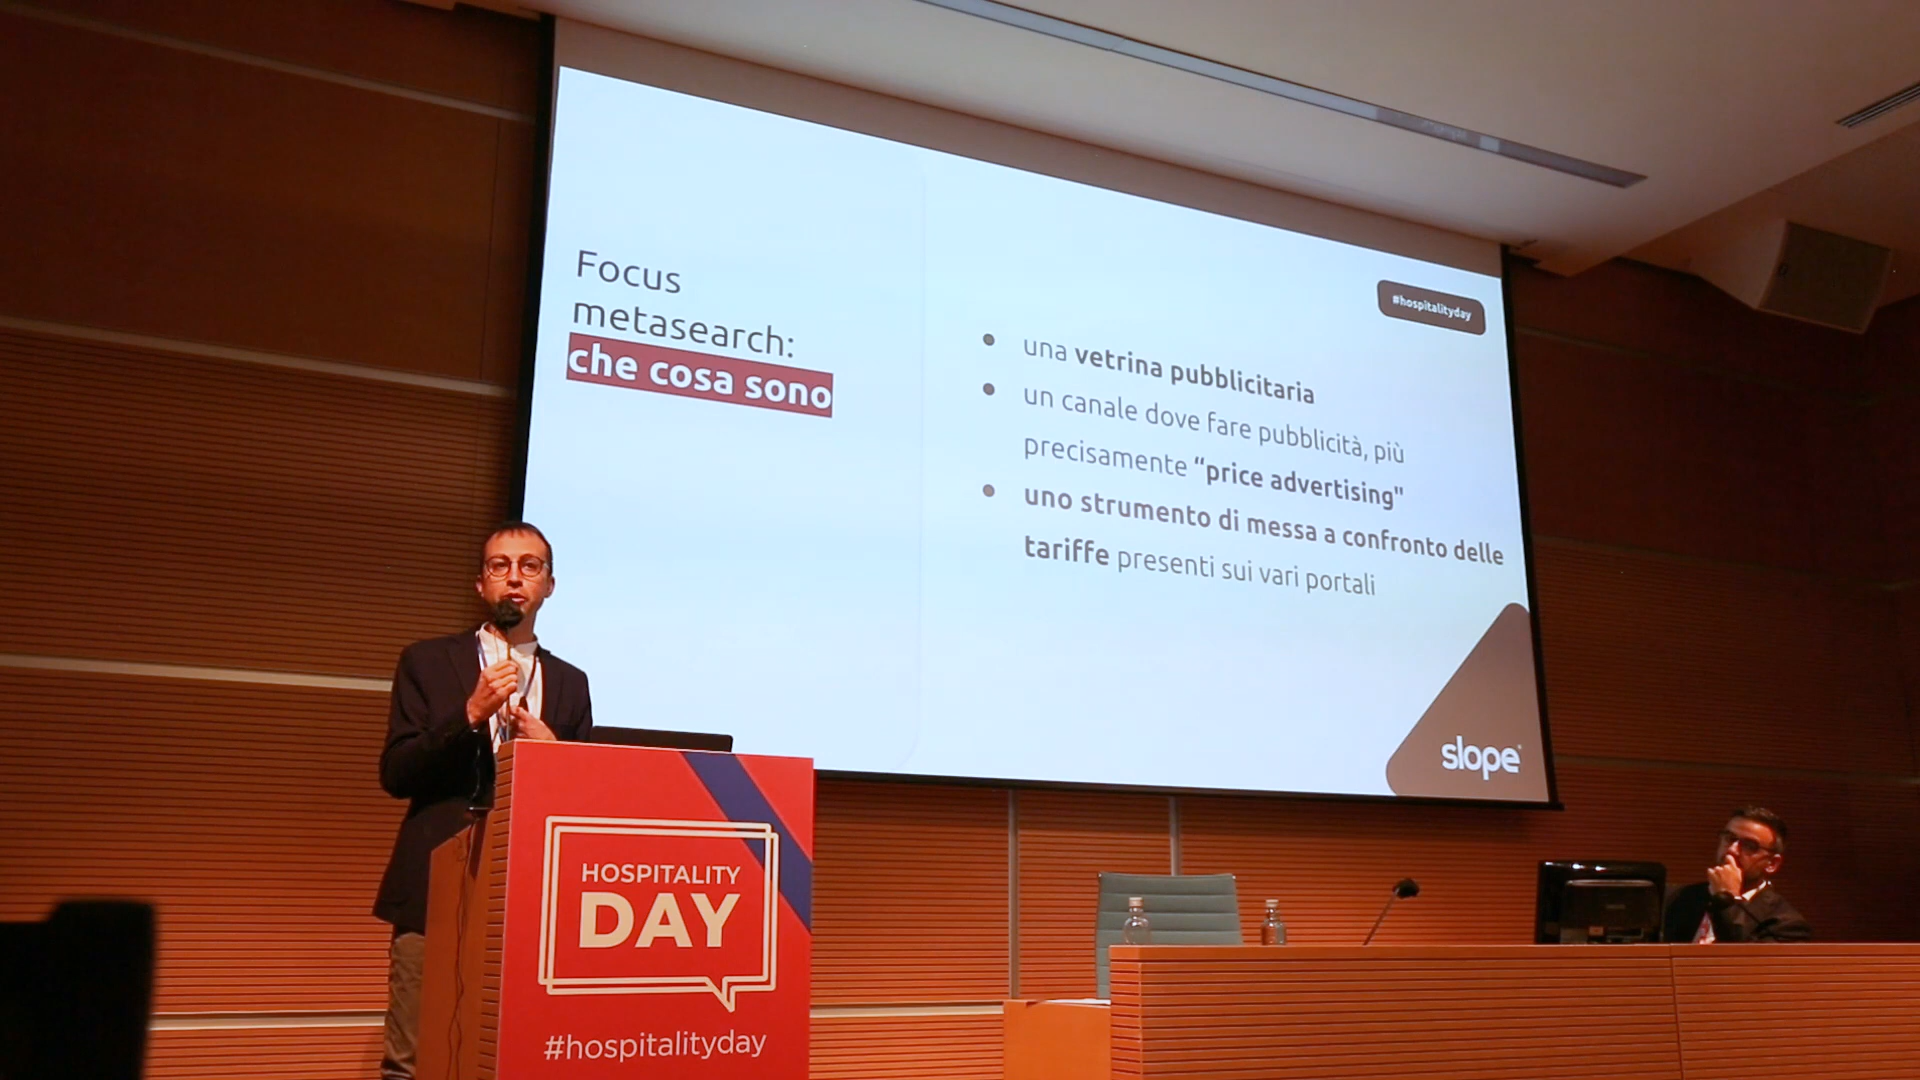 Focus
metasearch:
che cosa sono
#hospitalityday
● una vetrina pubblicitaria
● un canale dove fare pubblicità, più
precisamente “price advertising"
● uno strumento di messa a confronto delle
tariffe presenti sui vari portali
slope
HOSPITALITY
DAY
#hospitalityday